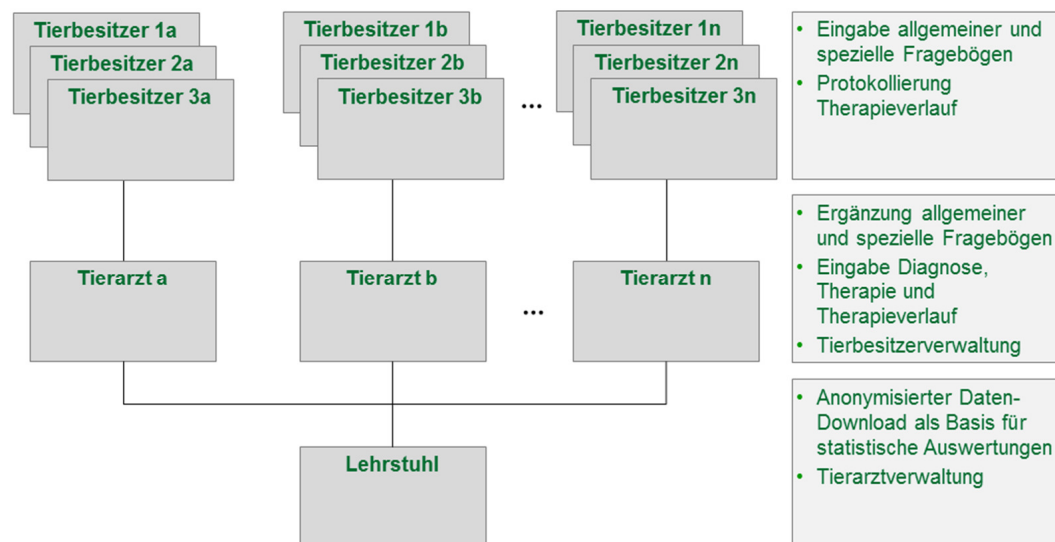 Tierbesitzer 1a
Tierbesitzer 2a
Tierbesitzer 3a
Tierbesitzer 1b
Tierbesitzer 2b
Tierbesitzer 3b
...
Tierbesitzer 1n
Tierbesitzer 2n
Tierbesitzer 3n
• Eingabe allgemeiner und
spezielle Fragebögen
• Protokollierung
Therapieverlauf
Tierarzt a
Tierarzt b
...
Tierarzt n
• Ergänzung allgemeiner
und spezielle Fragebögen
• Eingabe Diagnose,
Therapie und
Therapieverlauf
• Tierbesitzerverwaltung
Lehrstuhl
• Anonymisierter Daten-
Download als Basis für
statistische Auswertungen
• Tierarztverwaltung